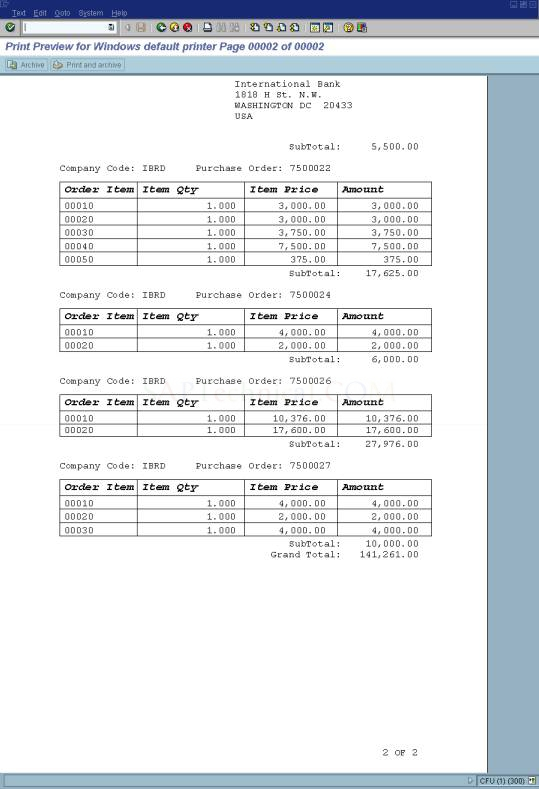 Text Edit Goto System Help
Print Preview for Windows default printer Page 00002 of 00002
Archive Print and archive
International Bank
1818 H St. N.W.
WASHINGTON DC 20433
USA
SubTotal: 5,500.00
Company Code: IBRD Purchase Order: 7500022
Order Item Item Qty Item Price Amount
00010 1.000 3,000.00 3,000.00
00020 1.000 3,000.00 3,000.00
00030 1.000 3,750.00 3,750.00
00040 1.000 7,500.00 7,500.00
00050 1.000 375.00 375.00
SubTotal: 17,625.00
Company Code: IBRD Purchase Order: 7500024
Order Item Item Qty Item Price Amount
00010 1.000 4,000.00 4,000.00
00020 1.000 2,000.00 2,000.00
SubTotal: 6,000.00
Company Code: IBRD Purchase Order: 7500026
SAPTechnical.COM
Order Item Item Qty Item Price Amount
00010 1.000 10,376.00 10,376.00
00020 1.000 17,600.00 17,600.00
SubTotal: 27,976.00
Company Code: IBRD Purchase Order: 7500027
Order Item Item Qty Item Price Amount
00010 1.000 4,000.00 4,000.00
00020 1.000 2,000.00 2,000.00
00030 1.000 4,000.00 4,000.00
SubTotal: 10,000.00
Grand Total: 141,261.00
2 OF 2
CFU (1) (300)